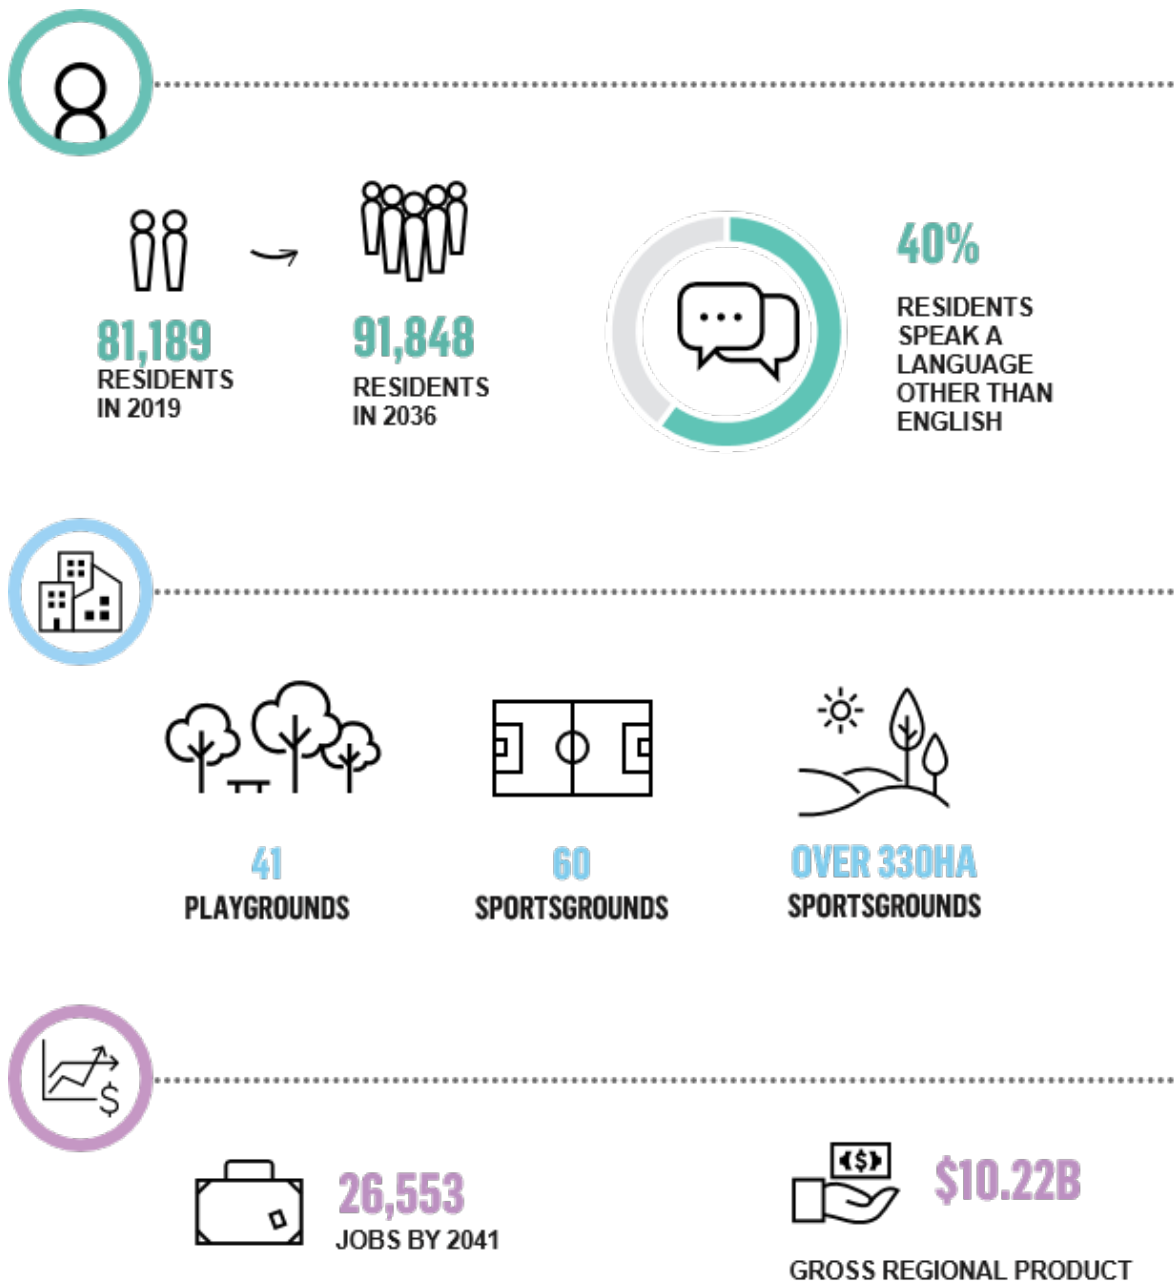 81,189
RESIDENTS
IN 2019
91,848
RESIDENTS
IN 2036
40%
RESIDENTS
SPEAK A
LANGUAGE
OTHER THAN
ENGLISH
41
PLAYGROUNDS
60
SPORTSGROUNDS
OVER 330HA
SPORTSGROUNDS
$
26,553
JOBS BY 2041
($)
$10.22B
GROSS REGIONAL PRODUCT